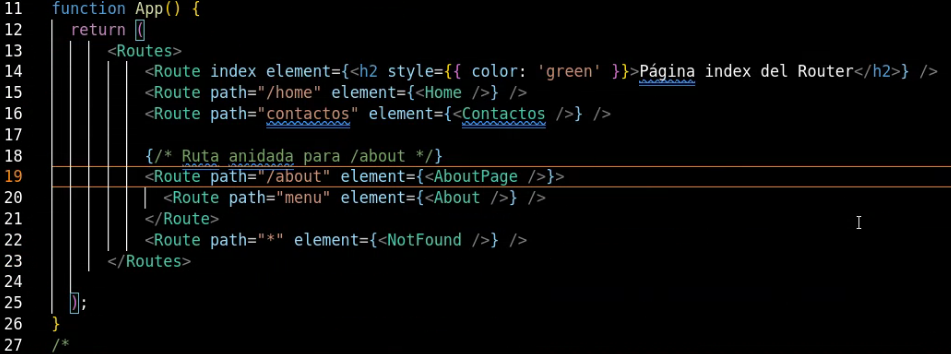 11 function App() {
12 return (
13 <Routes>
14 <Route index element={<h2 style={{ color: 'green' }}>Página index del Router</h2>} />
15 <Route path="/home" element={<Home />} />
16 <Route path="contactos" element={<Contactos />} />
17
18 {/* Ruta anidada para /about */}
19 <Route path="/about" element={<AboutPage />}>
20 <Route path="menu" element={<About />} />
21 </Route>
22 <Route path="*" element={<NotFound />} />
23 </Routes>
24
25 );
26 }
27 /*